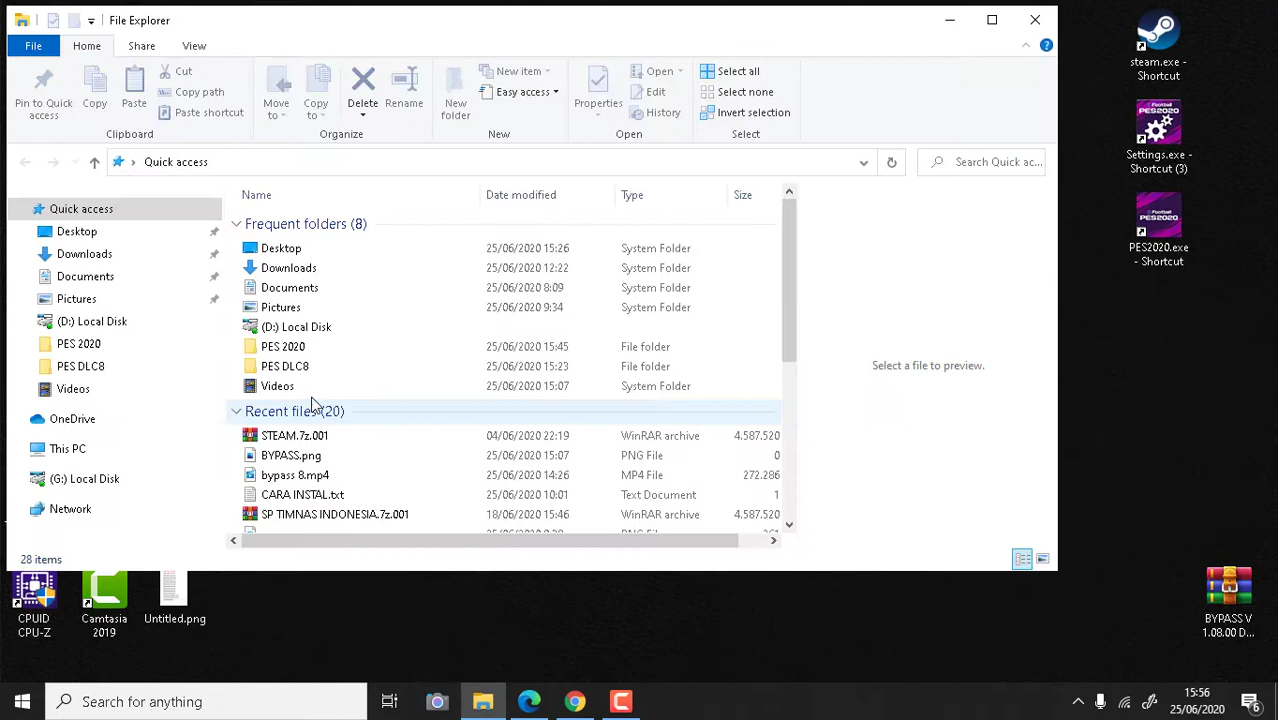 File Explorer
File Home Share View
Pin to Quick access
Copy
Paste
Cut
Copy path
Paste shortcut
Clipboard
Move to
Copy to
Delete
Rename
Organize
New folder
New item
Easy access
New
Properties
Open
Edit
History
Open
Select all
Select none
Invert selection
Select
Quick access
Search Quick ac...
Name Date modified Type Size
Quick access
Desktop
Downloads
Documents
Pictures
(D:) Local Disk
PES 2020
PES DLC8
Videos
OneDrive
This PC
(G:) Local Disk
Network
Frequent folders (8)
Desktop 25/06/2020 15:26 System Folder
Downloads 25/06/2020 12:22 System Folder
Documents 25/06/2020 8:09 System Folder
Pictures 25/06/2020 9:34 System Folder
(D:) Local Disk
PES 2020 25/06/2020 15:45 File folder
PES DLC8 25/06/2020 15:23 File folder
Videos 25/06/2020 15:07 System Folder
Recent files (20)
STEAM.7z.001 04/06/2020 22:19 WinRAR archive 4.587.520
BYPASS.png 25/06/2020 15:07 PNG File 0
bypass 8.mp4 25/06/2020 14:26 MP4 File 272.286
CARA INSTAL.txt 25/06/2020 10:01 Text Document 1
SP TIMNAS INDONESIA.7z.001 18/06/2020 15:46 WinRAR archive 4.587.520
Select a file to preview.
28 items
steam.exe - Shortcut
PES2020
Settings.exe - Shortcut (3)
PES2020
PES2020.exe - Shortcut
CPUID CPU-Z
Camtasia 2019
Untitled.png
BYPASS V 1.08.00 D...
Search for anything
15:56
25/06/2020
6